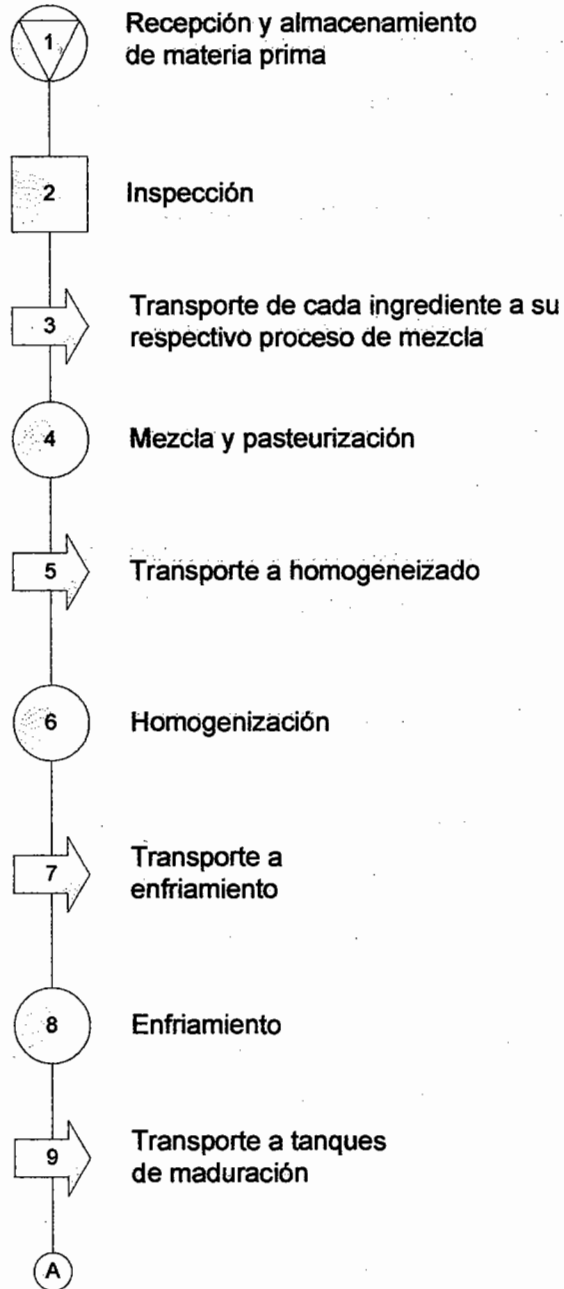 1
Recepción y almacenamiento
de materia prima
2
Inspección
3
Transporte de cada ingrediente a su
respectivo proceso de mezcla
4
Mezcla y pasteurización
5
Transporte a homogeneizado
6
Homogenización
7
Transporte a
enfriamiento
8
Enfriamiento
9
Transporte a tanques
de maduración
A